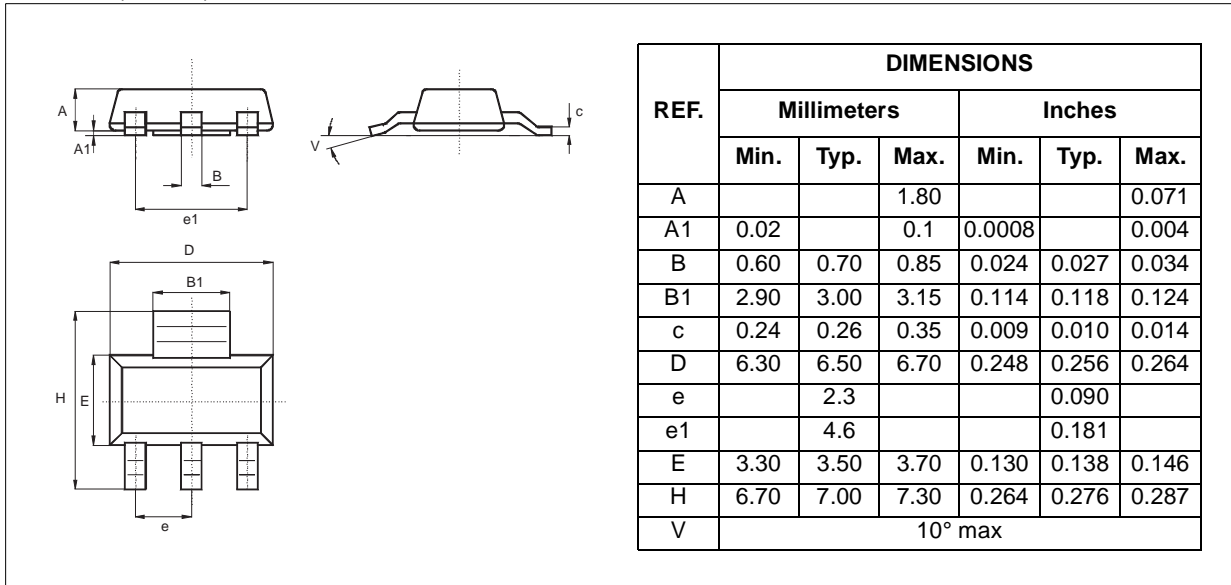 A
A1
B
e1
V
c
D
B1
H
E
e
REF. DIMENSIONS
Millimeters Inches
Min. Typ. Max. Min. Typ. Max.
A 1.80 0.071
A1 0.02 0.1 0.0008 0.004
B 0.60 0.70 0.85 0.024 0.027 0.034
B1 2.90 3.00 3.15 0.114 0.118 0.124
c 0.24 0.26 0.35 0.009 0.010 0.014
D 6.30 6.50 6.70 0.248 0.256 0.264
e 2.3 0.090
e1 4.6 0.181
E 3.30 3.50 3.70 0.130 0.138 0.146
H 6.70 7.00 7.30 0.264 0.276 0.287
V 10° max